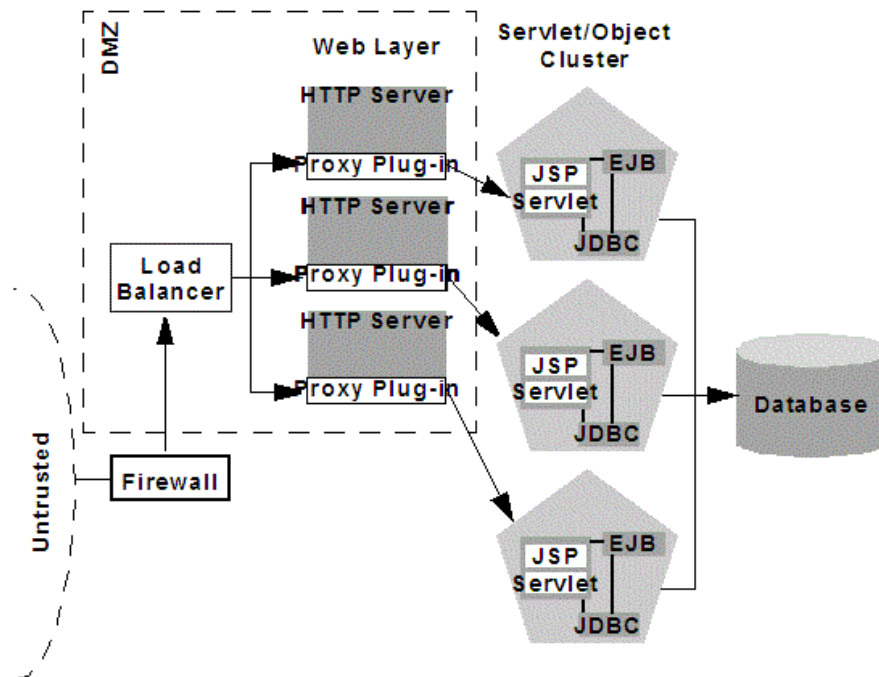 DMZ
Web Layer
Servlet/Object
Cluster
HTTP Server
Proxy Plug-in
HTTP Server
Proxy Plug-in
HTTP Server
Proxy Plug-in
Load
Balancer
Untrusted
Firewall
JSP
Servlet
EJB
JDBC
JSP
Servlet
EJB
JDBC
JSP
Servlet
EJB
JDBC
Database